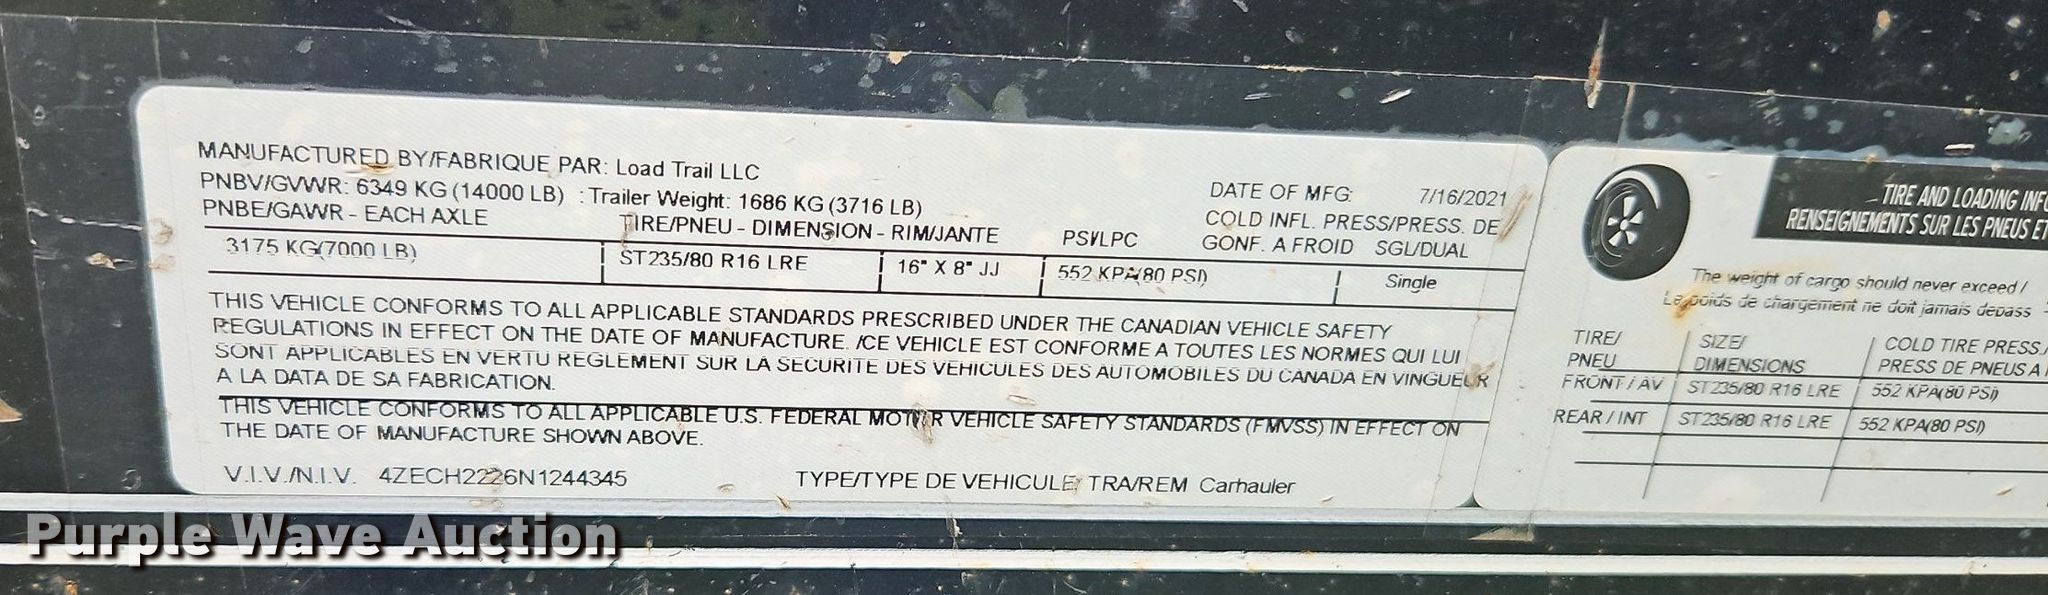 MANUFACTURED BY/FABRIQUE PAR: Load Trail LLC
PNBV/GVWR: 6349 KG (14000 LB) : Trailer Weight: 1686 KG (3716 LB)
DATE OF MFG: 7/16/2021
PNBE/GAWR - EACH AXLE TIRE/PNEU - DIMENSION - RIM/JANTE PSI/LPC
COLD INFL. PRESS/PRESS. DE
GONF. A FROID SGL/DUAL
3175 KG(7000 LB) ST235/80 R16 LRE 16" X 8" JJ 552 KPA(80 PSI) Single
THIS VEHICLE CONFORMS TO ALL APPLICABLE STANDARDS PRESCRIBED UNDER THE CANADIAN VEHICLE SAFETY
REGULATIONS IN EFFECT ON THE DATE OF MANUFACTURE. /CE VEHICLE EST CONFORME A TOUTES LES NORMES QUI LUI
SONT APPLICABLES EN VERTU REGLEMENT SUR LA SECURITE DES VEHICULES DES AUTOMOBILES DU CANADA EN VINGUEUR
A LA DATA DE SA FABRICATION.
THIS VEHICLE CONFORMS TO ALL APPLICABLE U.S. FEDERAL MOTOR VEHICLE SAFETY STANDARDS (FMVSS) IN EFFECT ON
THE DATE OF MANUFACTURE SHOWN ABOVE.
V.I.V./N.I.V. 4ZECH2226N1244345 TYPE/TYPE DE VEHICULE: TRA/REM Carhauler
TIRE AND LOADING
RENSEIGNEMENTS SUR LES PNEUS ET
The weight of cargo should never exceed /
Le poids de chargement ne doit jamais depass
TIRE/ SIZE/ COLD TIRE PRESS./
PNEU DIMENSIONS PRESS DE PNEUS A
FRONT / AV ST235/80 R16 LRE 552 KPA(80 PSI)
REAR / INT ST235/80 R16 LRE 552 KPA(80 PSI)
Purple Wave Auction